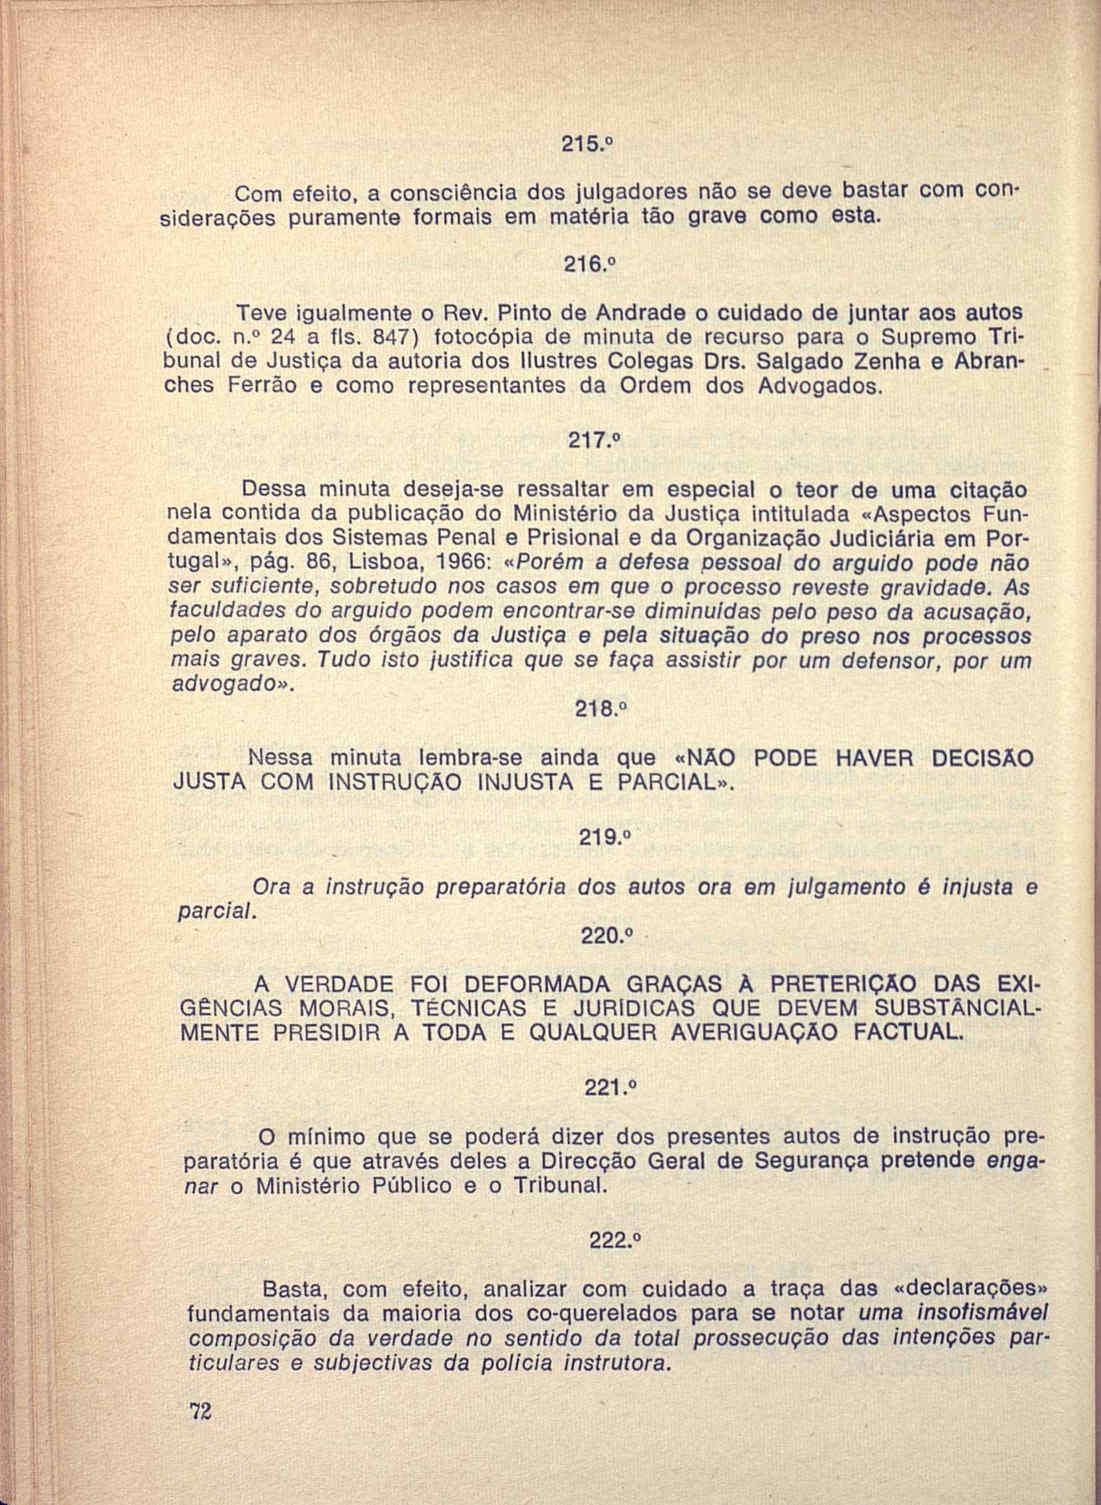 215.º
Com efeito, a consciência dos julgadores não se deve bastar com con-
siderações puramente formais em matéria tão grave como esta.
216.º
Teve igualmente o Rev. Pinto de Andrade o cuidado de juntar aos autos
(doc. n.º 24 a fls. 847) fotocópia de minuta de recurso para o Supremo Tri-
bunal de Justiça da autoria dos Ilustres Colegas Drs. Salgado Zenha e Abran-
ches Ferrão e como representantes da Ordem dos Advogados.
217.º
Dessa minuta deseja-se ressaltar em especial o teor de uma citação
nela contida da publicação do Ministério da Justiça intitulada «Aspectos Fun-
damentais dos Sistemas Penal e Prisional e da Organização Judiciária em Por-
tugal», pág. 86, Lisboa, 1966: «Porém a defesa pessoal do arguido pode não
ser suficiente, sobretudo nos casos em que o processo reveste gravidade. As
faculdades do arguido podem encontrar-se diminuídas pelo peso da acusação,
pelo aparato dos órgãos da Justiça e pela situação do preso nos processos
mais graves. Tudo isto justifica que se faça assistir por um defensor, por um
advogado».
218.º
Nessa minuta lembra-se ainda que «NÃO PODE HAVER DECISÃO
JUSTA COM INSTRUÇÃO INJUSTA E PARCIAL».
219.º
Ora a instrução preparatória dos autos ora em julgamento é injusta e
parcial.
220.º
A VERDADE FOI DEFORMADA GRAÇAS À PRETERIÇÃO DAS EXI-
GÊNCIAS MORAIS, TÉCNICAS E JURÍDICAS QUE DEVEM SUBSTÂNCIAL-
MENTE PRESIDIR A TODA E QUALQUER AVERIGUAÇÃO FACTUAL.
221.º
O mínimo que se poderá dizer dos presentes autos de instrução pre-
paratória é que através deles a Direcção Geral de Segurança pretende enga-
nar o Ministério Público e o Tribunal.
222.º
Basta, com efeito, analizar com cuidado a traça das «declarações»
fundamentais da maioria dos co-querelados para se notar uma insofismável
composição da verdade no sentido da total prossecução das intenções par-
ticulares e subjectivas da polícia instrutora.
72